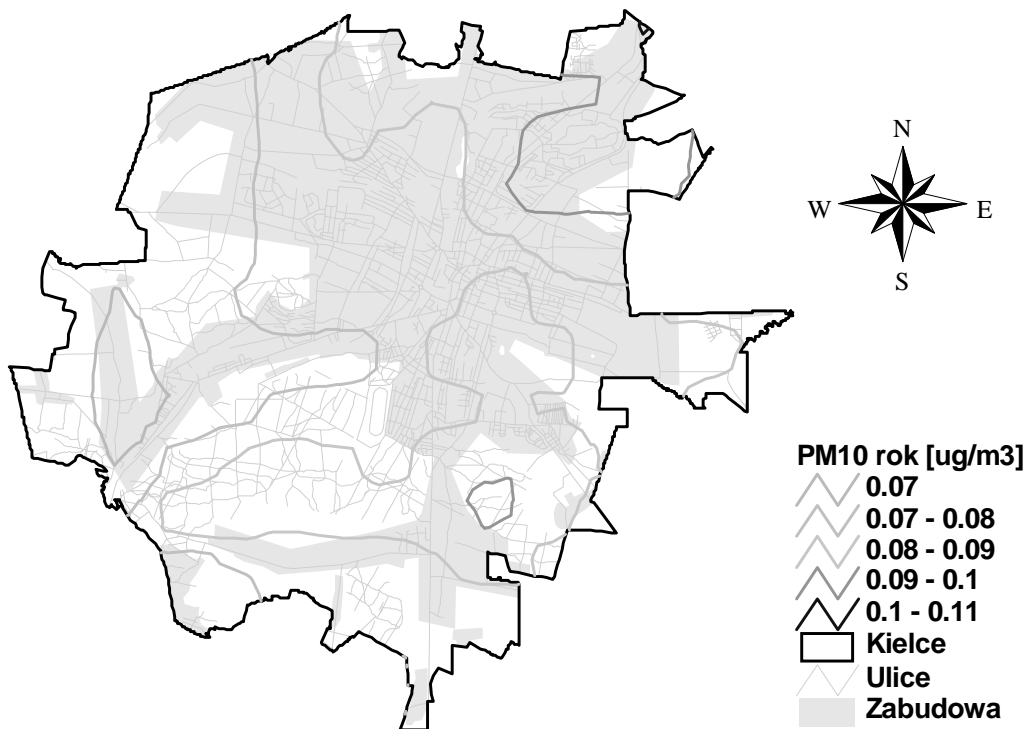 N
W E
S
PM10 rok [ug/m3]
0.07
0.07 - 0.08
0.08 - 0.09
0.09 - 0.1
0.1 - 0.11
Kielce
Ulice
Zabudowa